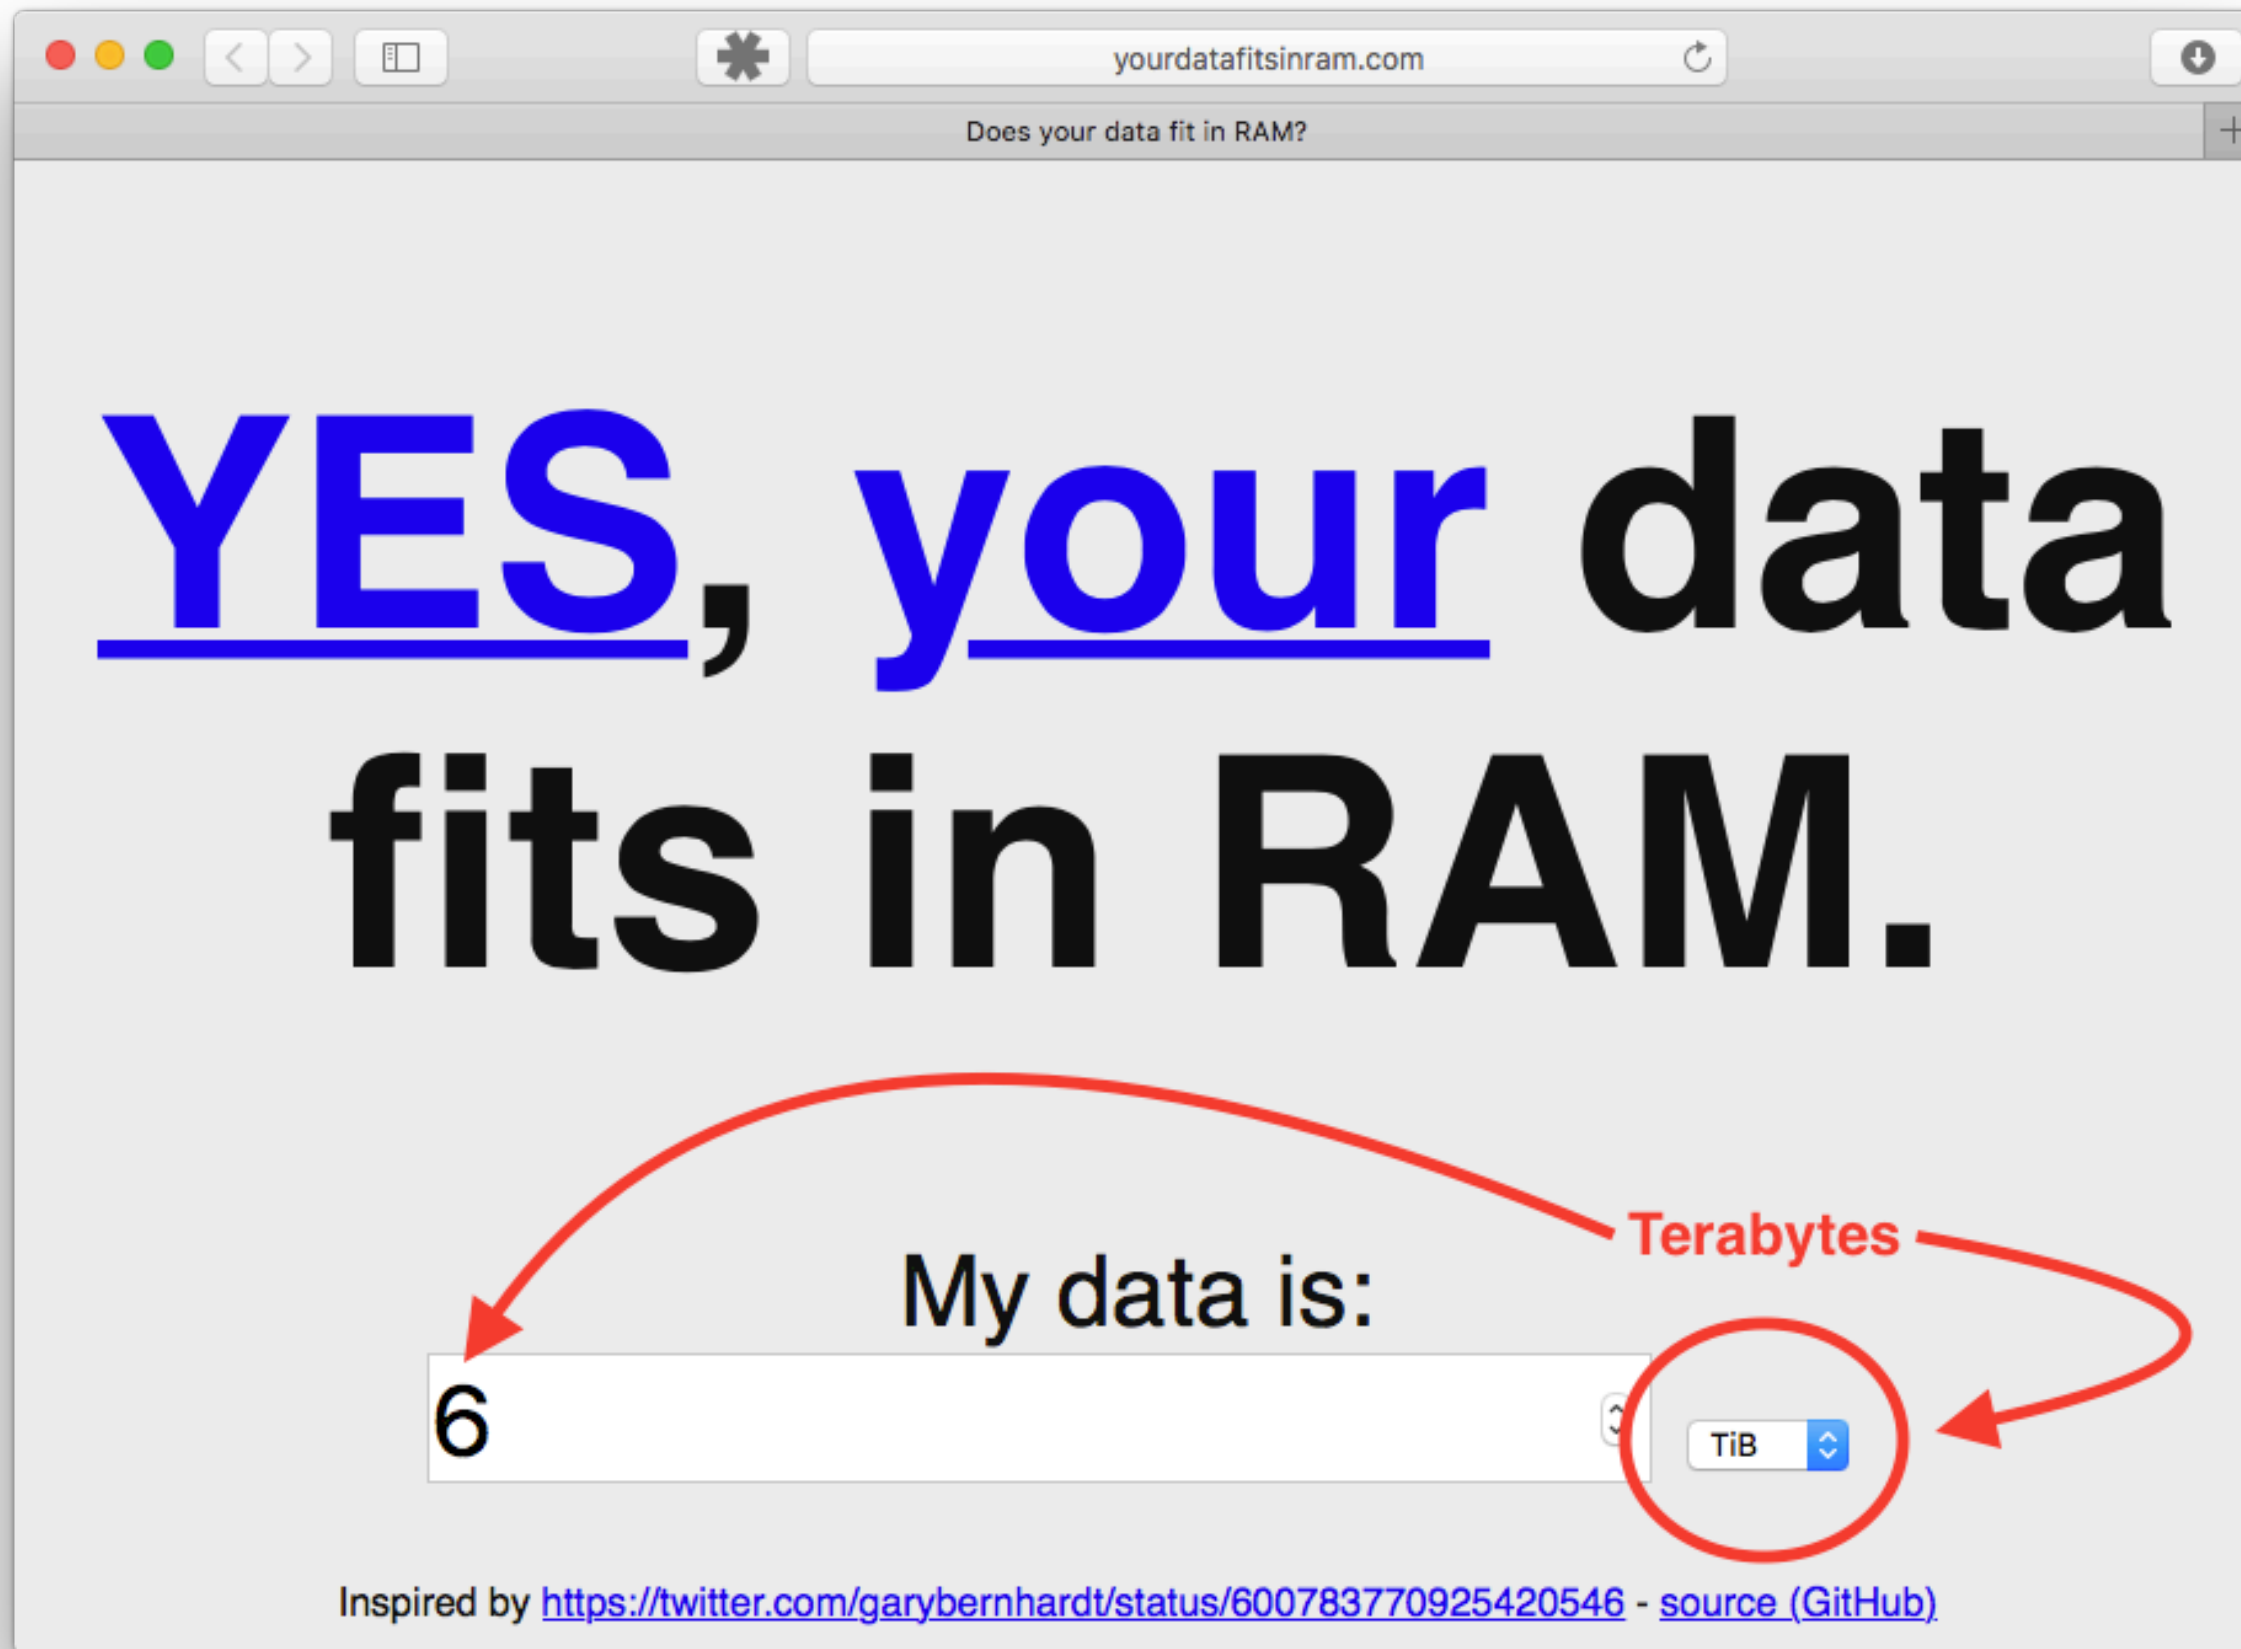 yourdatafitsinram.com
Does your data fit in RAM?
YES, your data
fits in RAM.
Terabytes
My data is:
6
TiB
Inspired by https://twitter.com/garybernhardt/status/600783770925420546 - source (GitHub)